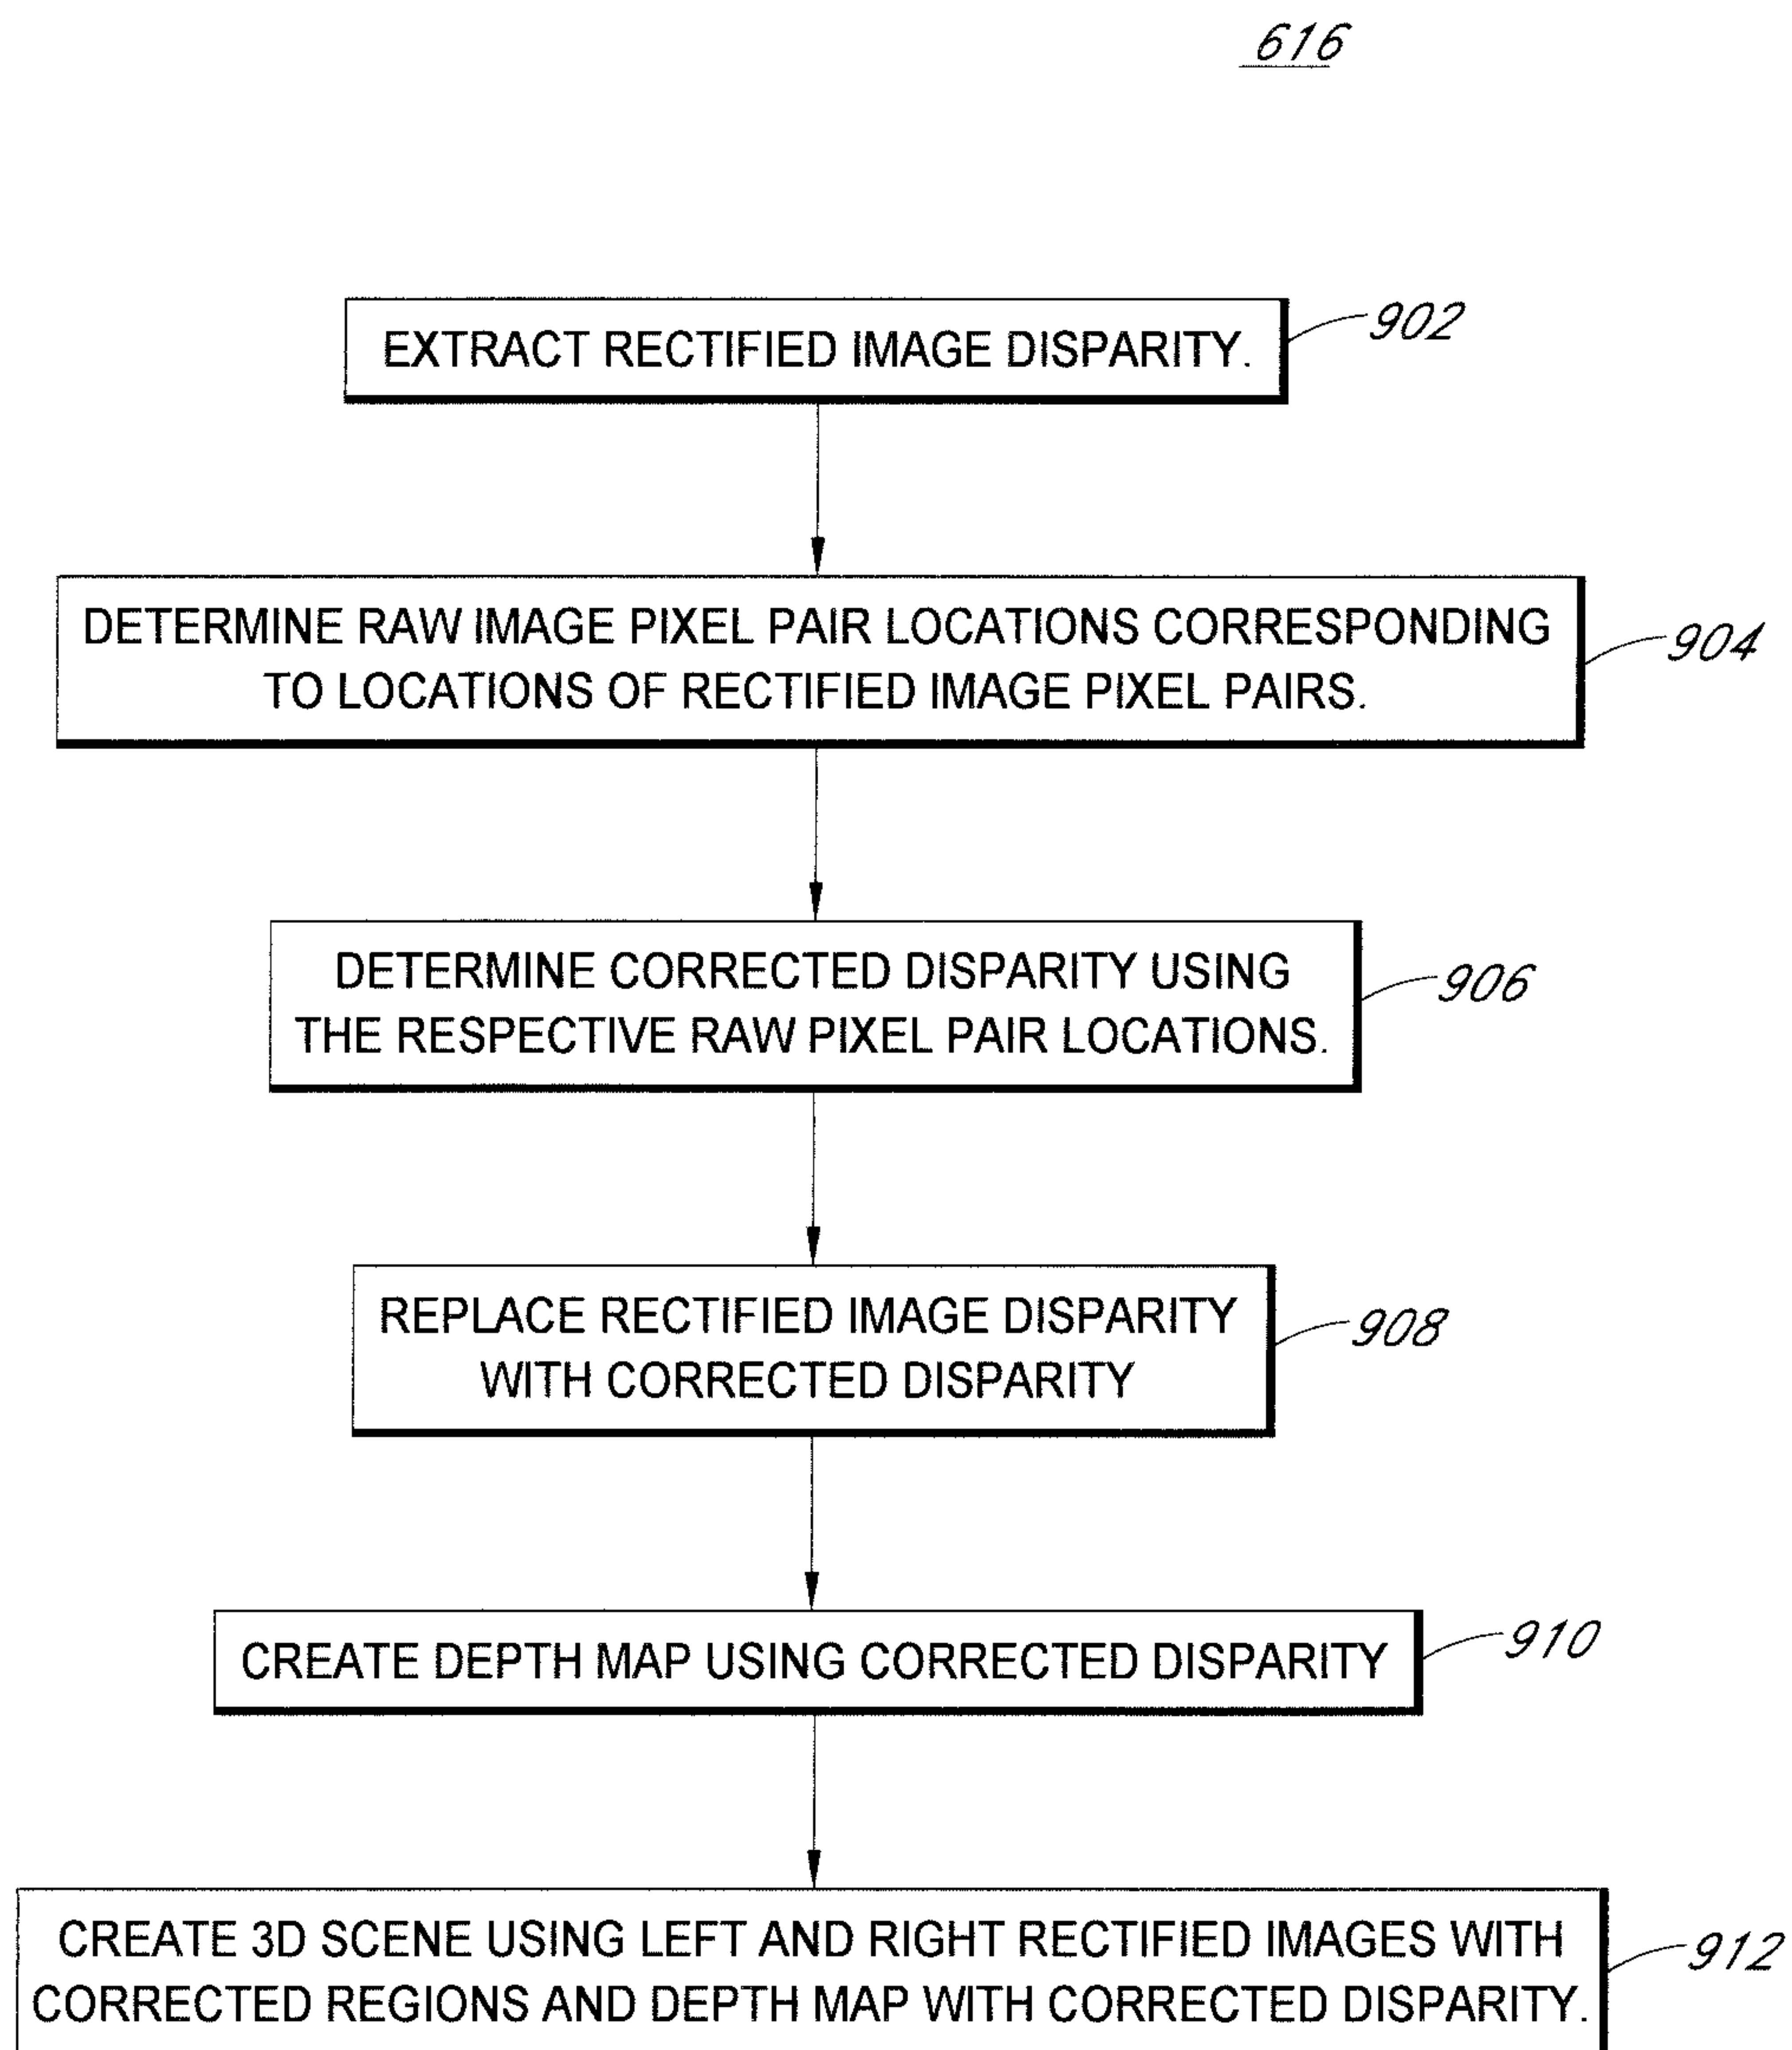 616
EXTRACT RECTIFIED IMAGE DISPARITY.
902
DETERMINE RAW IMAGE PIXEL PAIR LOCATIONS CORRESPONDING
TO LOCATIONS OF RECTIFIED IMAGE PIXEL PAIRS.
904
DETERMINE CORRECTED DISPARITY USING
THE RESPECTIVE RAW PIXEL PAIR LOCATIONS.
906
REPLACE RECTIFIED IMAGE DISPARITY
WITH CORRECTED DISPARITY
908
CREATE DEPTH MAP USING CORRECTED DISPARITY
910
CREATE 3D SCENE USING LEFT AND RIGHT RECTIFIED IMAGES WITH
CORRECTED REGIONS AND DEPTH MAP WITH CORRECTED DISPARITY.
912